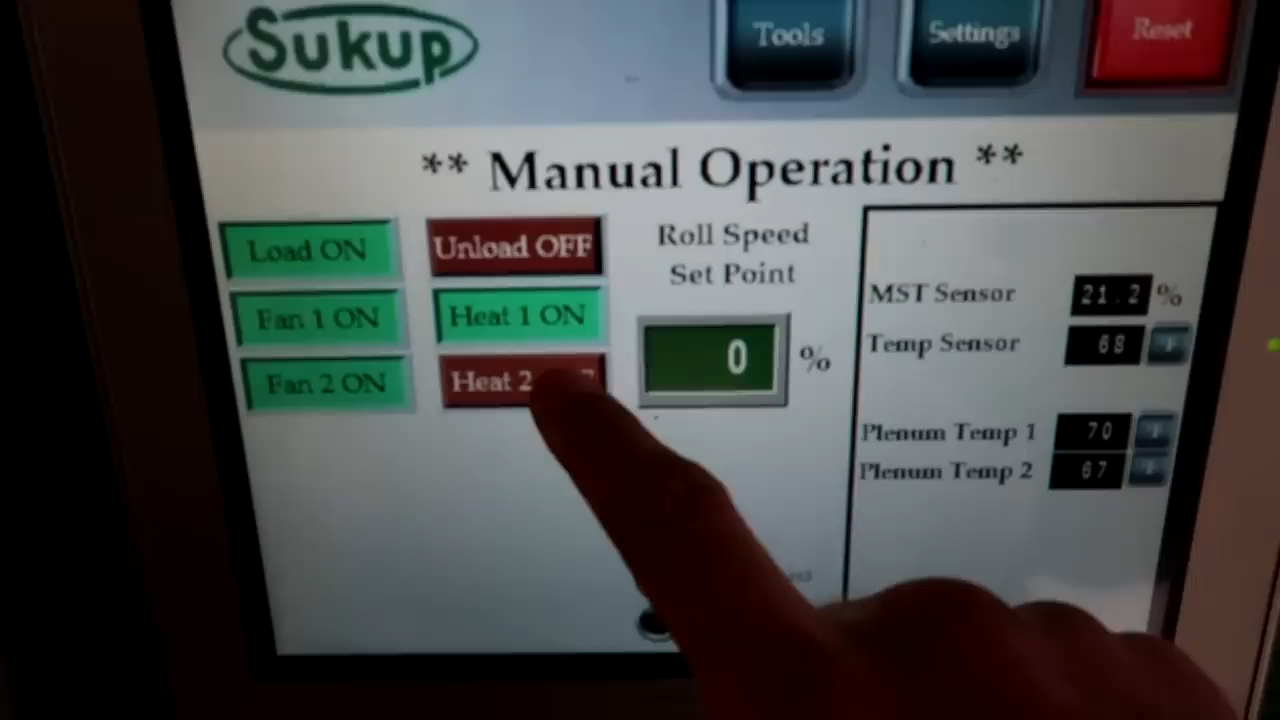 Sukup
Tools
Settings
Reset
** Manual Operation **
Load ON
Unload OFF
Fan 1 ON
Heat 1 ON
Fan 2 ON
Heat 2
Roll Speed
Set Point
0 %
MST Sensor 21.2 %
Temp Sensor 68
Plenum Temp 1 70
Plenum Temp 2 67